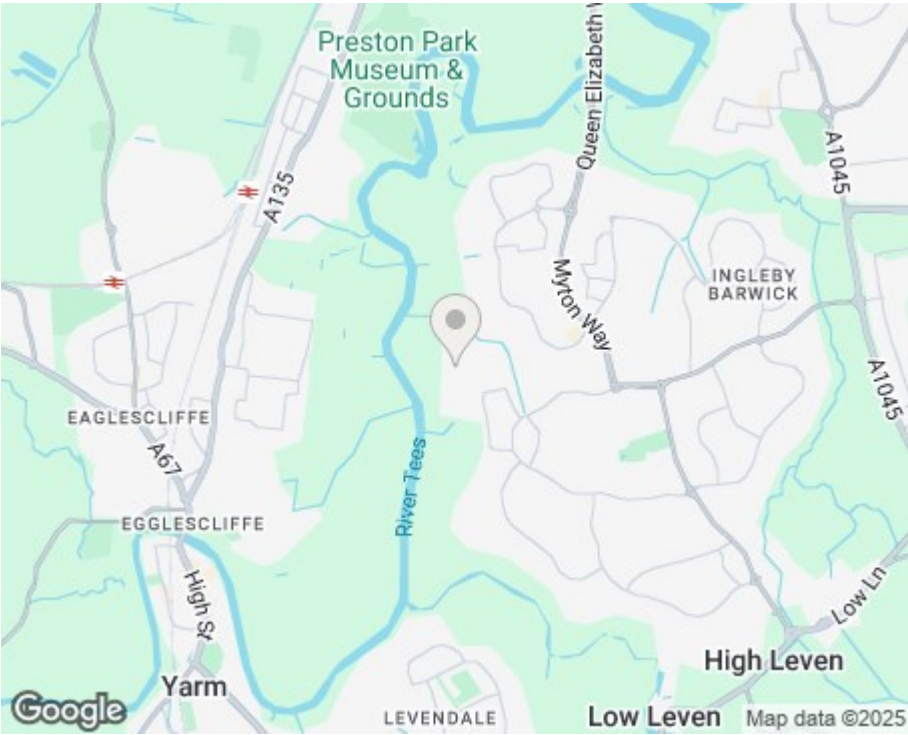 Preston Park
Museum &
Grounds
Queen Elizabeth W
A1045
A135
INGLEBY
BARWICK
Myton Way
A1045
EAGLESCLIFFE
A67
River Tees
EGGLESCLIFFE
High St
Low Ln
High Leven
Yarm
LEVENDALE
Low Leven
Google
Map data ©2025